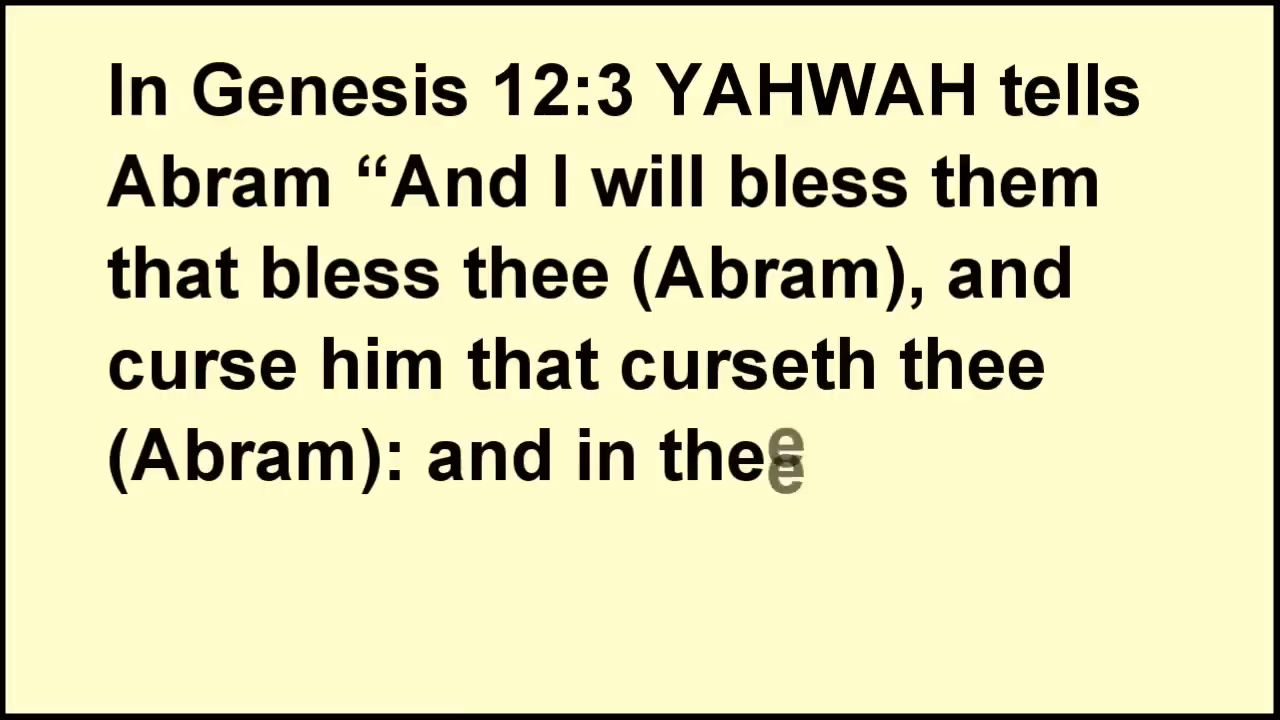 In Genesis 12:3 YAHWAH tells
Abram “And I will bless them
that bless thee (Abram), and
curse him that curseth thee
(Abram): and in thee